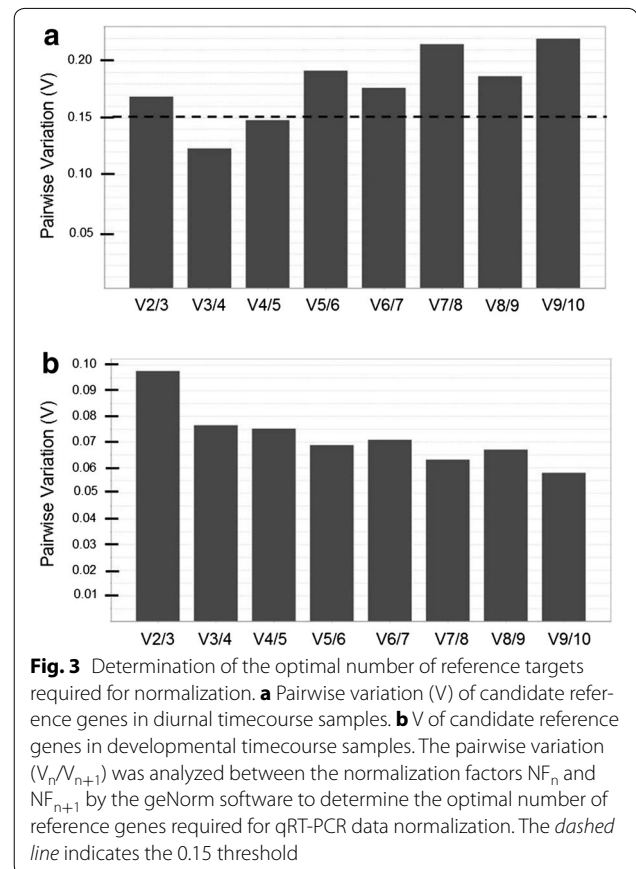 a
Pairwise Variation (V)
0.20
0.15
0.10
0.05
V2/3 V3/4 V4/5 V5/6 V6/7 V7/8 V8/9 V9/10
b
Pairwise Variation (V)
0.10
0.09
0.08
0.07
0.06
0.05
0.04
0.03
0.02
0.01
V2/3 V3/4 V4/5 V5/6 V6/7 V7/8 V8/9 V9/10
Fig. 3 Determination of the optimal number of reference targets
required for normalization. a Pairwise variation (V) of candidate refer-
ence genes in diurnal timecourse samples. b V of candidate reference
genes in developmental timecourse samples. The pairwise variation
(Vn/Vn+1) was analyzed between the normalization factors NFn and
NFn+1 by the geNorm software to determine the optimal number of
reference genes required for qRT-PCR data normalization. The dashed
line indicates the 0.15 threshold